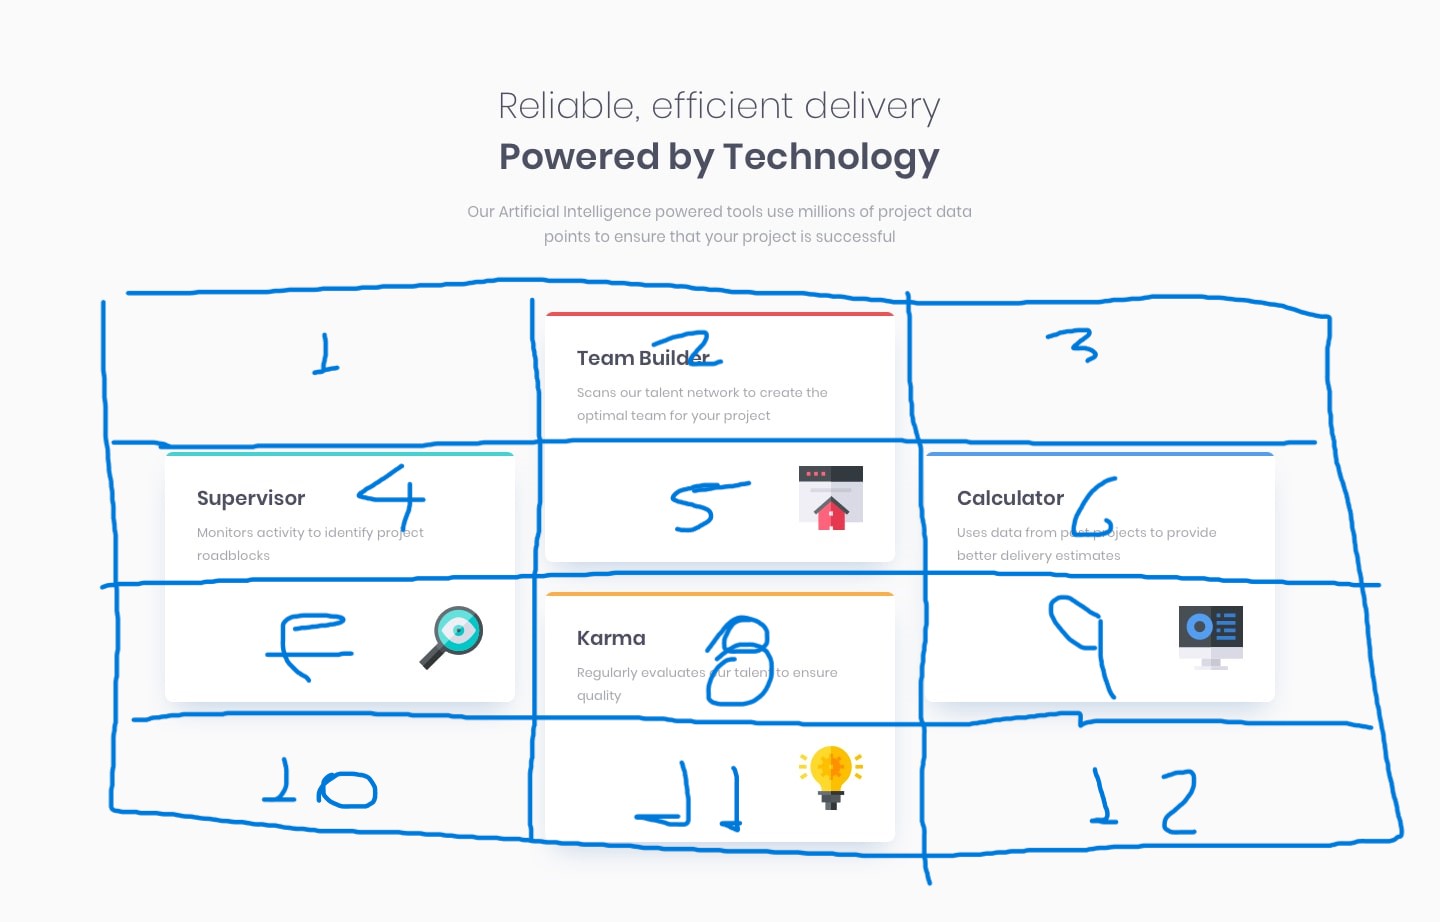 Reliable, efficient delivery
Powered by Technology
Our Artificial Intelligence powered tools use millions of project data
points to ensure that your project is successful
1
2
3
Team Builder
Scans our talent network to create the
optimal team for your project
4
5
6
Supervisor
Monitors activity to identify project
roadblocks
Calculator
Uses data from past projects to provide
better delivery estimates
7
8
9
Karma
Regularly evaluates our talent to ensure
quality
10
11
12